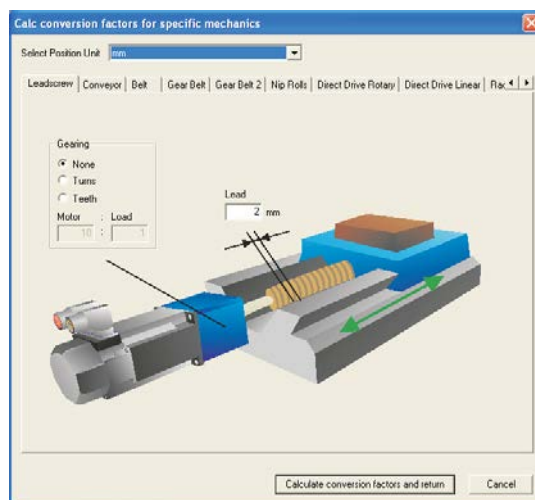 Calc conversion factors for specific mechanics
Select Position Unit mm
Leadscrew Conveyor Belt Gear Belt Gear Belt 2 Nip Rolls Direct Drive Rotary Direct Drive Linear
Gearing
None
Turns
Teeth
Motor : Load
10 : 1
Lead
2 mm
Calculate conversion factors and return Cancel